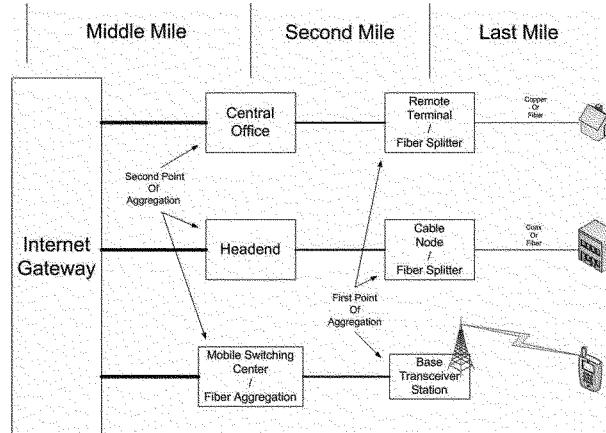 Middle Mile
Second Mile
Last Mile
Central
Office
Remote
Terminal
/
Fiber Splitter
Copper
Or
Fiber
Second Point
Of
Aggregation
Internet
Gateway
Headend
Cable
Node
/
Fiber Splitter
Coax
Or
Fiber
First Point
Of
Aggregation
Mobile Switching
Center
/
Fiber Aggregation
Base
Transceiver
Station